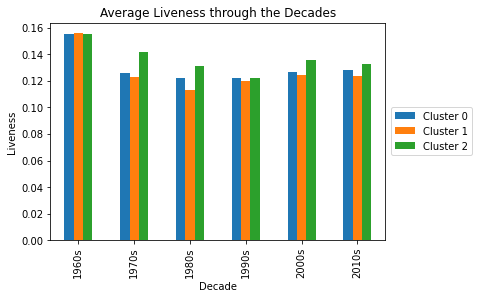 Average Liveness through the Decades
0.16
0.14
0.12
0.10
0.08
0.06
0.04
0.02
0.00
Liveness
1960s
1970s
1980s
1990s
2000s
2010s
Decade
Cluster 0
Cluster 1
Cluster 2